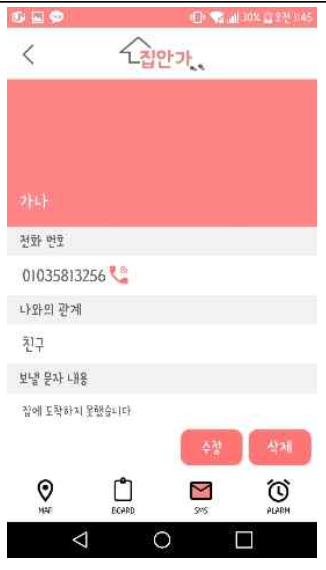 30% 오전 1:45
집안가
가나
전화 번호
01035813256
나와의 관계
친구
보낼 문자 내용
집에 도착하지 못했습니다
수정 삭제
MAP BOARD SMS ALARM